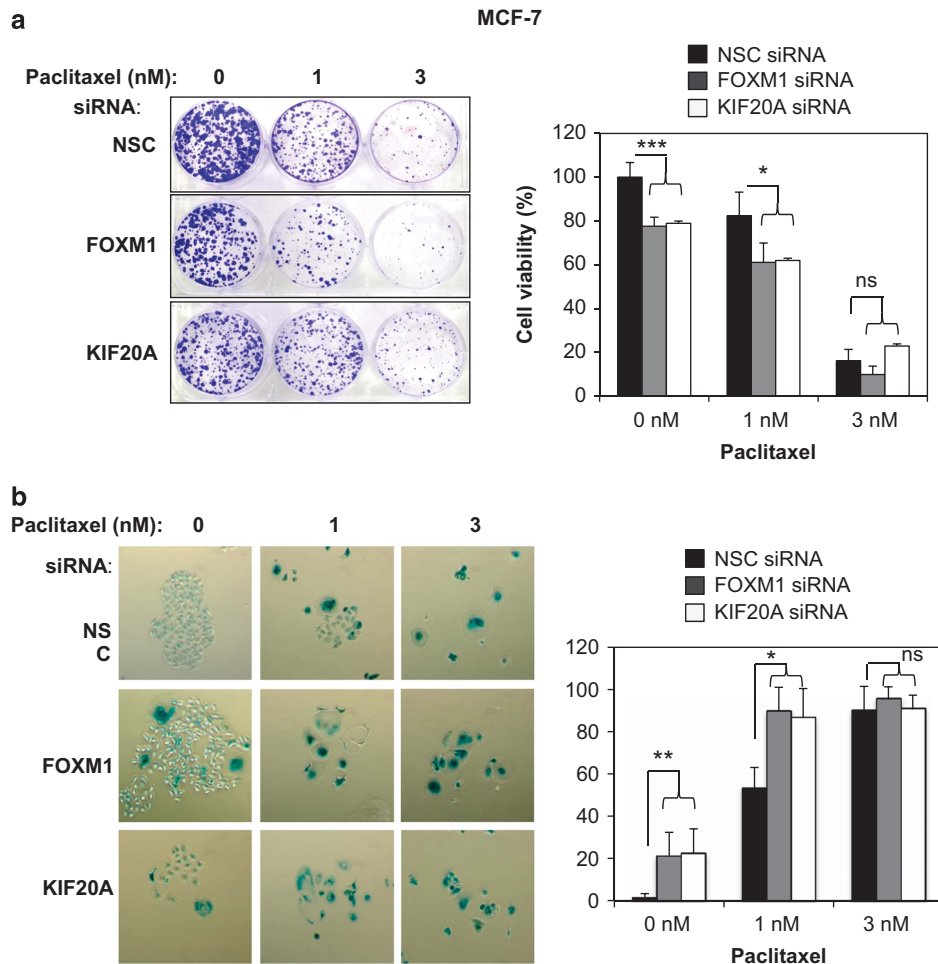 a
MCF-7
Paclitaxel (nM): 0 1 3
siRNA:
NSC
FOXM1
KIF20A
NSC siRNA
FOXM1 siRNA
KIF20A siRNA
Cell viability (%)
120
100
80
60
40
20
0
***
*
ns
0 nM 1 nM 3 nM
Paclitaxel
b
Paclitaxel (nM): 0 1 3
siRNA:
NS
C
FOXM1
KIF20A
NSC siRNA
FOXM1 siRNA
KIF20A siRNA
120
100
80
60
40
20
0
**
*
ns
0 nM 1 nM 3 nM
Paclitaxel